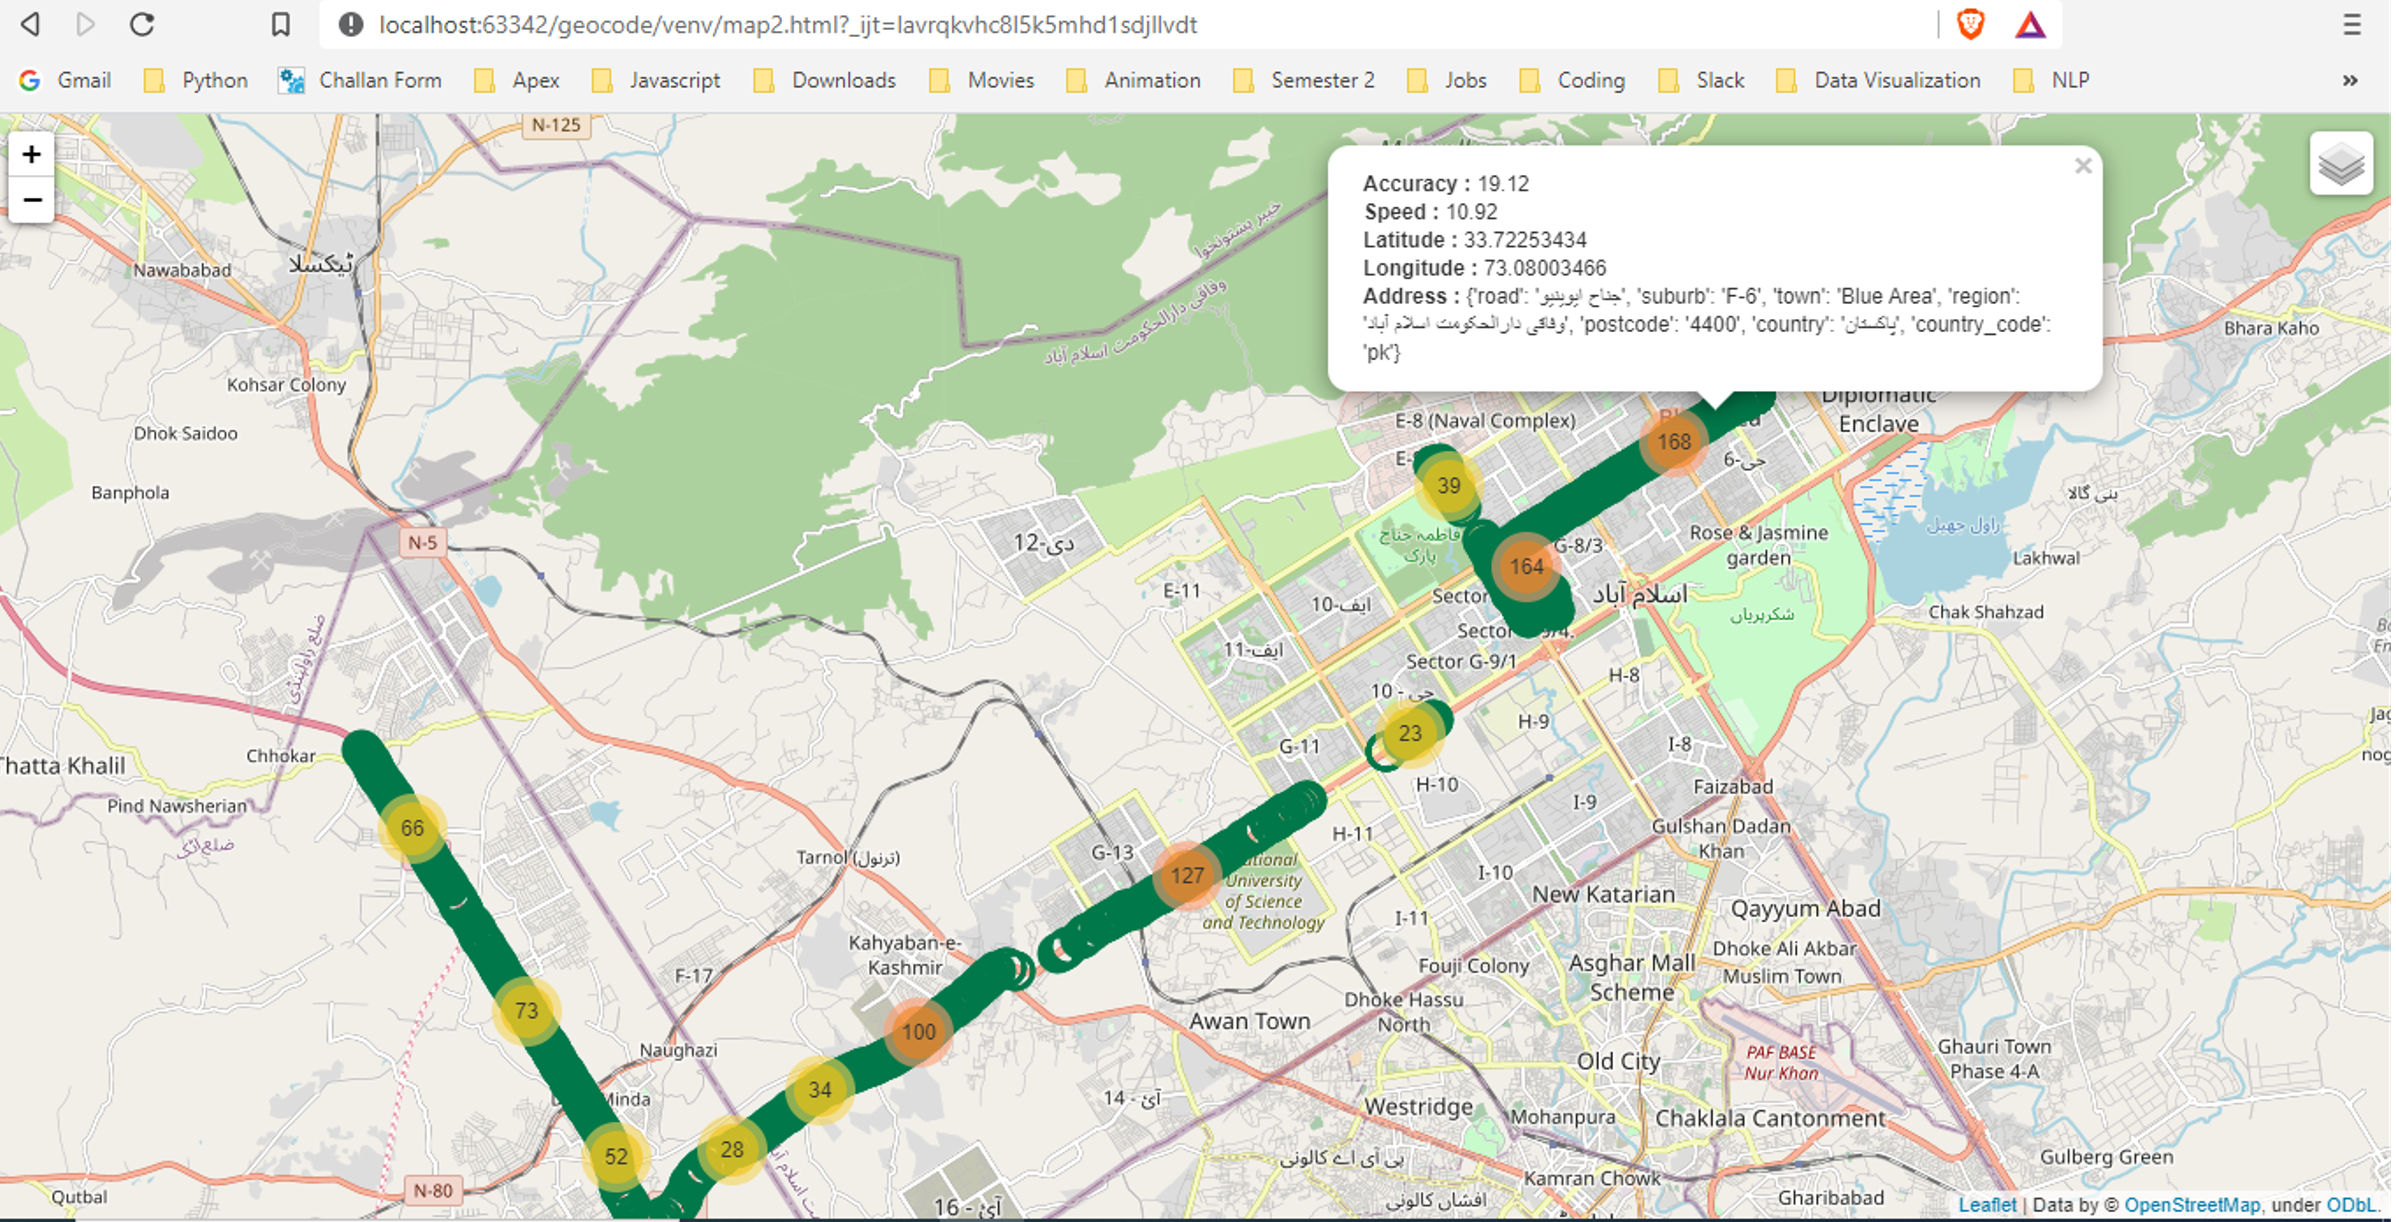 localhost:63342/geocode/venv/map2.html?_ijt=lavrqkvhc8l5k5mhd1sdjllvdt
Gmail Python Challan Form Apex Javascript Downloads Movies Animation Semester 2 Jobs Coding Slack Data Visualization NLP »
+
−
×
Accuracy : 19.12
Speed : 10.92
Latitude : 33.72253434
Longitude : 73.08003466
Address : {'road': 'جناح ایوینیو', 'suburb': 'F-6', 'town': 'Blue Area', 'region':
'وفاقی دارالحکومت اسلام آباد', 'postcode': '4400', 'country': 'پاکستان', 'country_code':
'pk'}
N-125
خیبر پختونخوا
Nawababad
ٹیکسلا
وفاقی دارالحکومت اسلام آباد
Bhara Kaho
Kohsar Colony
Diplomatic
Enclave
E-8 (Naval Complex)
Dhok Saidoo
168
جی-6
39
Banphola
بنی گالا
راول جھیل
N-5
دی-12
فاطمہ جناح
پارک
G-8/3
Rose & Jasmine
garden
Lakhwal
164
E-11
ایف-10
Sector
اسلام آباد
شکرپڑیاں
Chak Shahzad
ضلع راولپنڈی
ایف-11
Sector 9/4.
Sector G-9/1
H-8
جی - 10
23
H-9
G-11
I-8
Thatta Khalil
Chhokar
H-10
Faizabad
Pind Nawsherian
I-9
66
ضلع اٹک
H-11
Gulshan Dadan
Khan
Tarnol (ترنول)
G-13
127
National
University
of Science
and Technology
I-10
New Katarian
I-11
Qayyum Abad
Kahyaban-e-
Kashmir
F-17
Fouji Colony
Asghar Mall
Scheme
Dhoke Ali Akbar
Muslim Town
73
100
Dhoke Hassu
North
Awan Town
Naughazi
Old City
PAF BASE
Nur Khan
Ghauri Town
Phase 4-A
34
Minda
آئ - 14
Westridge
Mohanpura
Chaklala Cantonment
52
28
پی آی اے کالونی
Gulberg Green
N-80
Kamran Chowk
Qutbal
آئ - 16
افشاں کالونی
Gharibabad
Leaflet | Data by © OpenStreetMap, under ODbL.